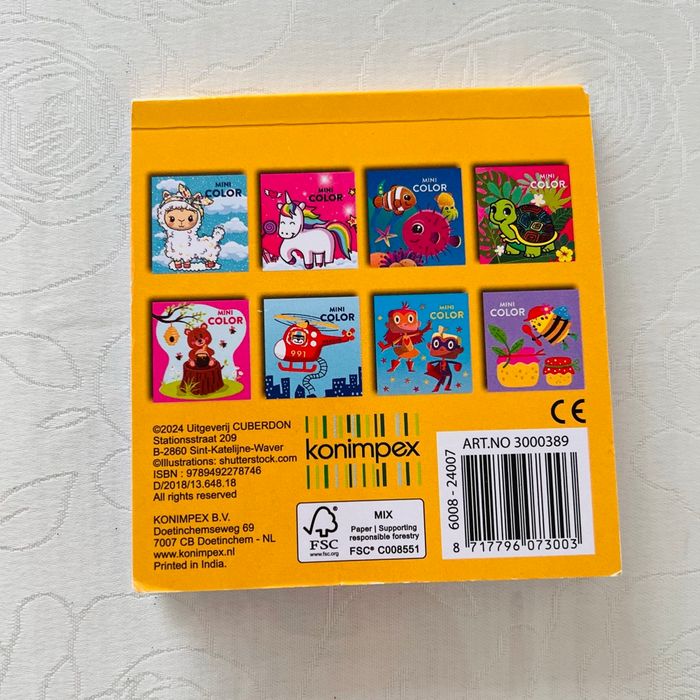 MINI
COLOR
MINI
COLOR
MINI
COLOR
MINI
COLOR
MINI
COLOR
MINI
COLOR
991
MINI
COLOR
MINI
COLOR
©2024 Uitgeverij CUBERDON
Stationsstraat 209
B-2860 Sint-Katelijne-Waver
©Illustrations: shutterstock.com
ISBN : 9789492278746
D/2018/13.648.18
All rights reserved
KONIMPEX B.V.
Doetinchemseweg 69
7007 CB Doetinchem - NL
www.konimpex.nl
Printed in India.
konimpex
FSC
www.fsc.org
MIX
Paper | Supporting
responsible forestry
FSC® C008551
CE
ART.NO 3000389
6008 - 24007
8 717796 073003